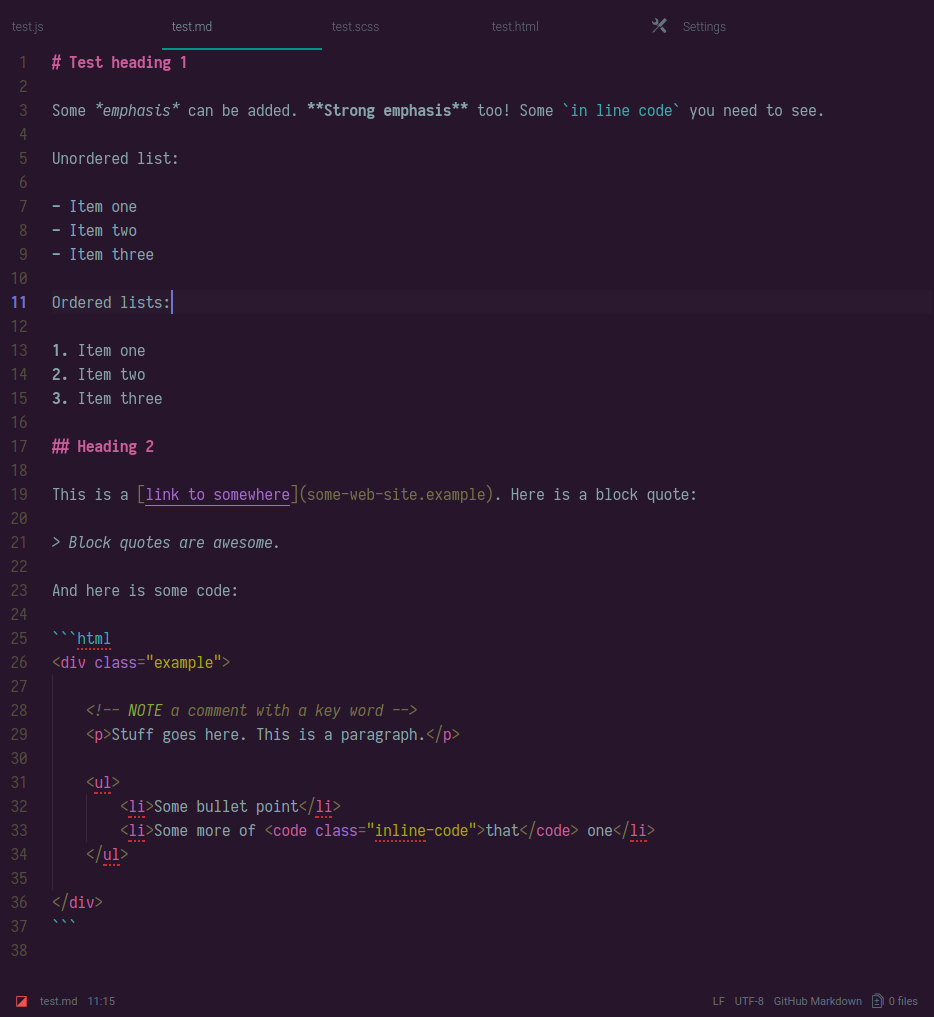 test.js test.md test.scss test.html Settings
1 # Test heading 1
2
3 Some *emphasis* can be added. **Strong emphasis** too! Some `in line code` you need to see.
4
5 Unordered list:
6
7 - Item one
8 - Item two
9 - Item three
10
11 Ordered lists:
12
13 1. Item one
14 2. Item two
15 3. Item three
16
17 ## Heading 2
18
19 This is a [link to somewhere](some-web-site.example). Here is a block quote:
20
21 > Block quotes are awesome.
22
23 And here is some code:
24
25 ```html
26 <div class="example">
27
28     <!-- NOTE a comment with a key word -->
29     <p>Stuff goes here. This is a paragraph.</p>
30
31     <ul>
32         <li>Some bullet point</li>
33         <li>Some more of <code class="inline-code">that</code> one</li>
34     </ul>
35
36 </div>
37 ```
38
test.md 11:15 LF UTF-8 GitHub Markdown 0 files